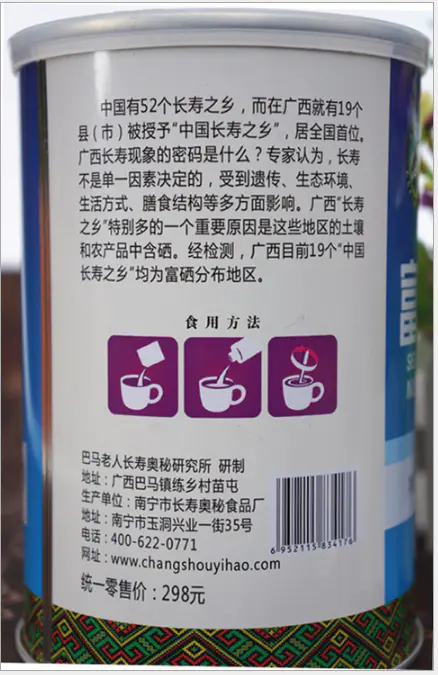 中国有52个长寿之乡，而在广西就有19个
县（市）被授予“中国长寿之乡”，居全国首位。
广西长寿现象的密码是什么？专家认为，长寿
不是单一因素决定的，受到遗传、生态环境、
生活方式、膳食结构等多方面影响。广西“长寿
之乡”特别多的一个重要原因是这些地区的土壤
和农产品中含硒。经检测，广西目前19个“中国
长寿之乡”均为富硒分布地区。
食用方法
巴马老人长寿奥秘研究所 研制
地址：广西巴马镇练乡村苗屯
生产单位：南宁市长寿奥秘食品厂
地址：南宁市玉洞兴业一街35号
电话：400-622-0771
网址：www.changshouyihao.com
统一零售价：298元
6 952115 834176